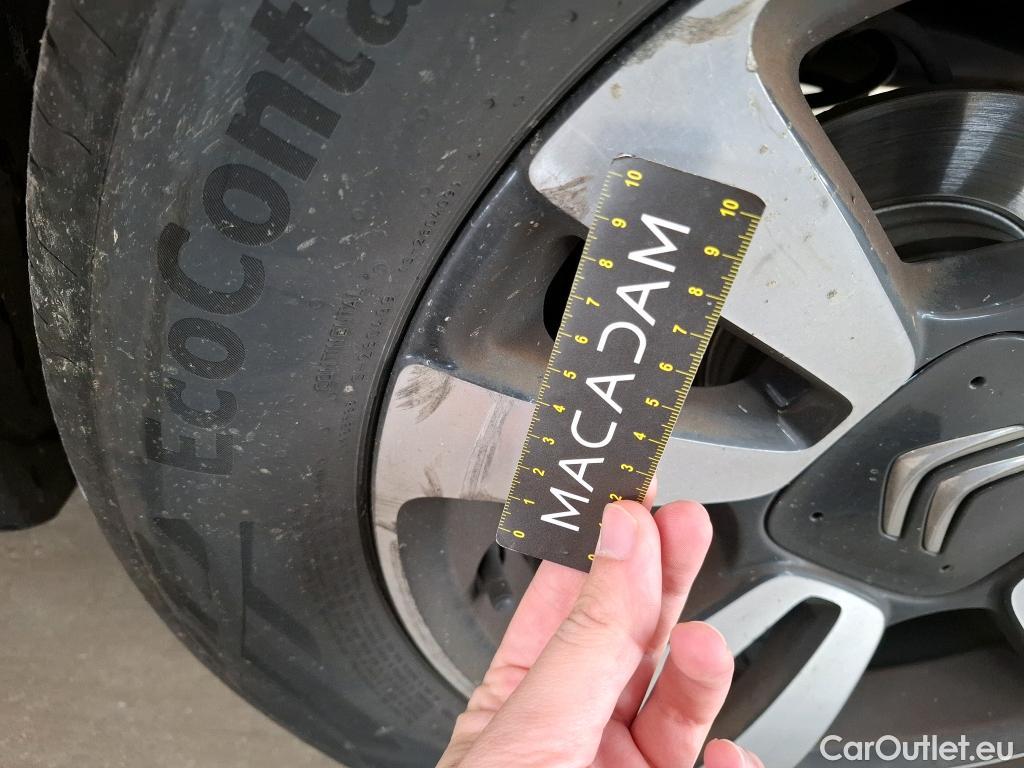 EcoConta
CONTINENTAL
MACADAM
0 1 2 3 4 5 6 7 8 9 10
0 1 2 3 4 5 6 7 8 9 10
CarOutlet.eu